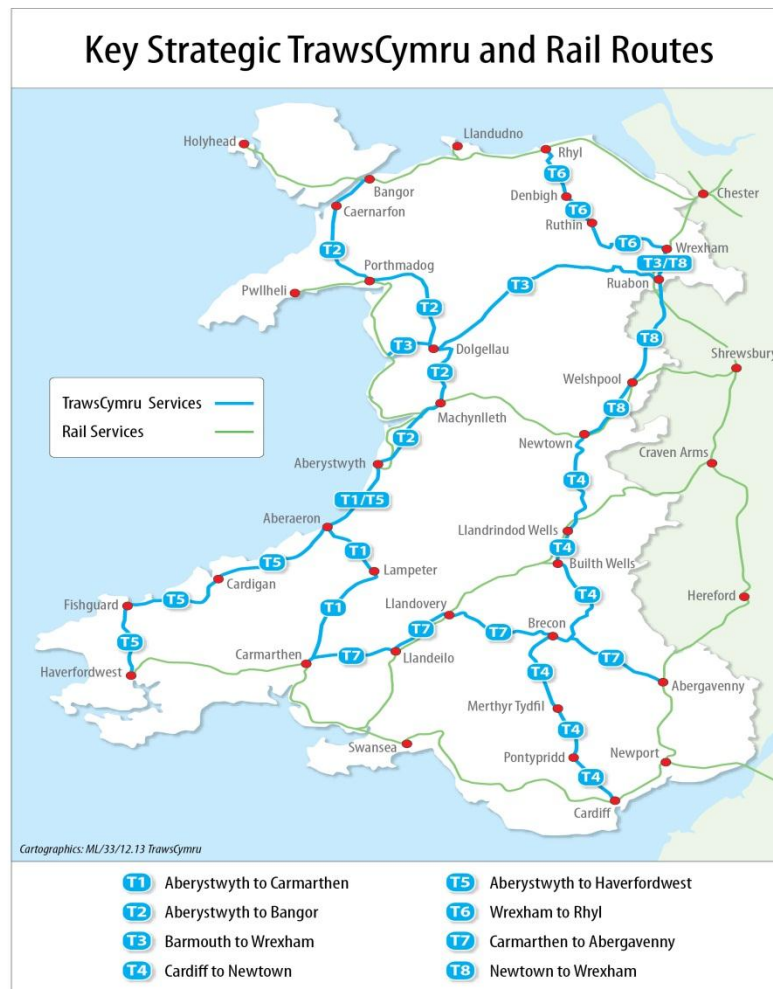 Key Strategic TrawsCymru and Rail Routes
Holyhead
Llandudno
Rhyl
Bangor
T6
Denbigh
Chester
Caernarfon
T6
Ruthin
T6
Wrexham
T2
T3/T8
Porthmadog
T3
Ruabon
Pwllheli
T2
T8
T3
Dolgellau
Shrewsbury
T2
Welshpool
TrawsCymru Services
Rail Services
Machynlleth
T8
T2
Newtown
Craven Arms
Aberystwyth
T4
T1/T5
Aberaeron
Llandrindod Wells
T1
T4
T5
Lampeter
Builth Wells
Cardigan
T4
Hereford
Fishguard
T5
T1
Llandovery
Brecon
T7
T7
T5
Carmarthen
T7
Llandeilo
T7
Haverfordwest
T4
Abergavenny
Merthyr Tydfil
T4
Swansea
Pontypridd
Newport
T4
Cardiff
Cartographics: ML/33/12.13 TrawsCymru
T1 Aberystwyth to Carmarthen
T2 Aberystwyth to Bangor
T3 Barmouth to Wrexham
T4 Cardiff to Newtown
T5 Aberystwyth to Haverfordwest
T6 Wrexham to Rhyl
T7 Carmarthen to Abergavenny
T8 Newtown to Wrexham